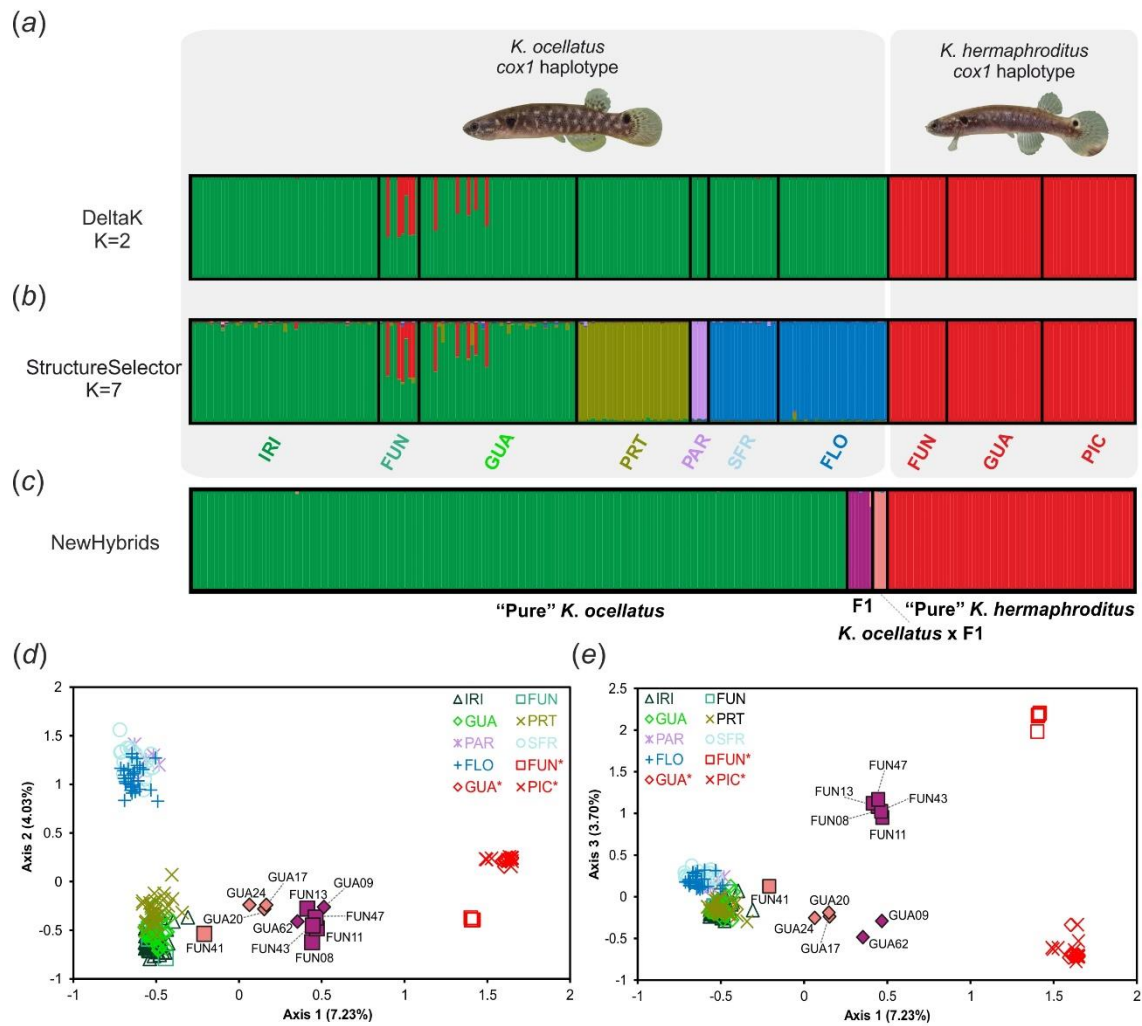 (a)
K. ocellatus
cox1 haplotype
K. hermaphroditus
cox1 haplotype
DeltaK
K=2
(b)
StructureSelector
K=7
IRI
FUN
GUA
PRT
PAR
SFR
FLO
FUN
GUA
PIC
(c)
NewHybrids
"Pure" K. ocellatus
F1
"Pure" K. hermaphroditus
K. ocellatus x F1
(d)
2
1.5
1
0.5
0
-0.5
-1
Axis 2 (4.03%)
IRI FUN
GUA PRT
PAR SFR
FLO FUN*
GUA* PIC*
GUA17
GUA24
FUN13
GUA09
GUA20
FUN47
GUA62
FUN41
FUN43
FUN11
FUN08
-1 -0.5 0 0.5 1 1.5 2
Axis 1 (7.23%)
(e)
2.5
2
1.5
1
0.5
0
-0.5
-1
Axis 3 (3.70%)
IRI FUN
GUA PRT
PAR SFR
FLO FUN*
GUA* PIC*
FUN47
FUN13
FUN43
FUN08
FUN11
FUN41
GUA20
GUA09
GUA24
GUA62
GUA17
-1 -0.5 0 0.5 1 1.5 2
Axis 1 (7.23%)